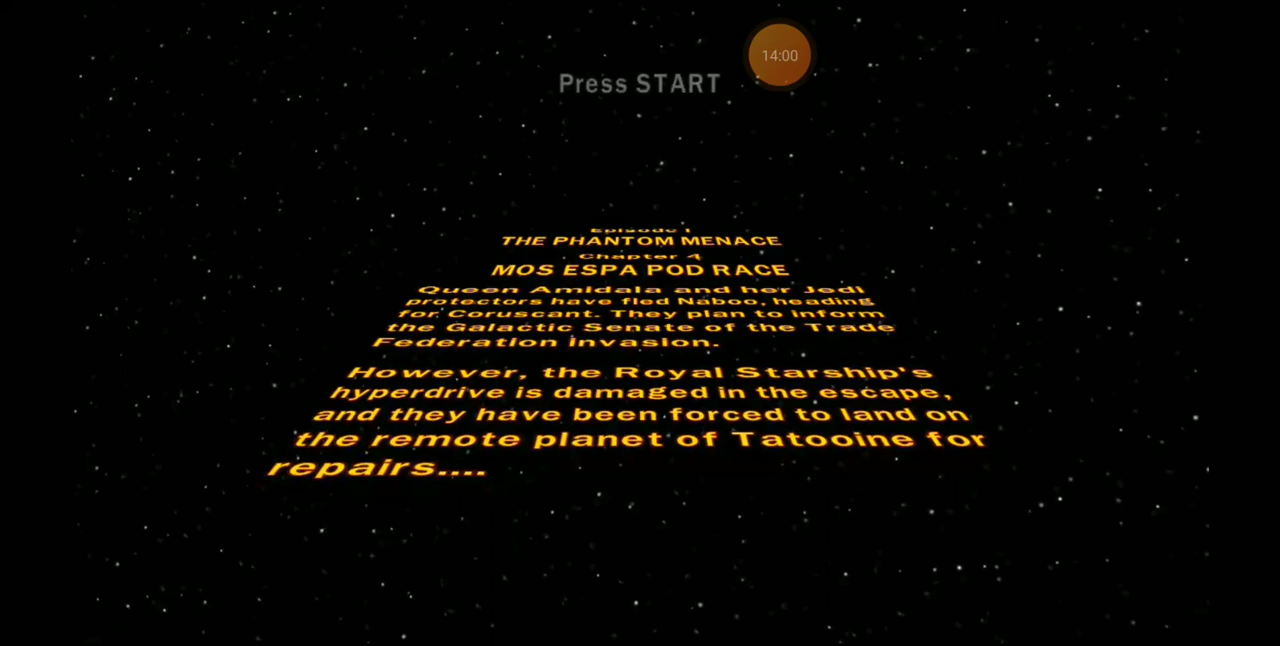 14:00
Press START
Episode I
THE PHANTOM MENACE
Chapter 4
MOS ESPA POD RACE
Queen Amidala and her Jedi
protectors have fled Naboo, heading
for Coruscant. They plan to inform
the Galactic Senate of the Trade
Federation invasion.
However, the Royal Starship's
hyperdrive is damaged in the escape,
and they have been forced to land on
the remote planet of Tatooine for
repairs....